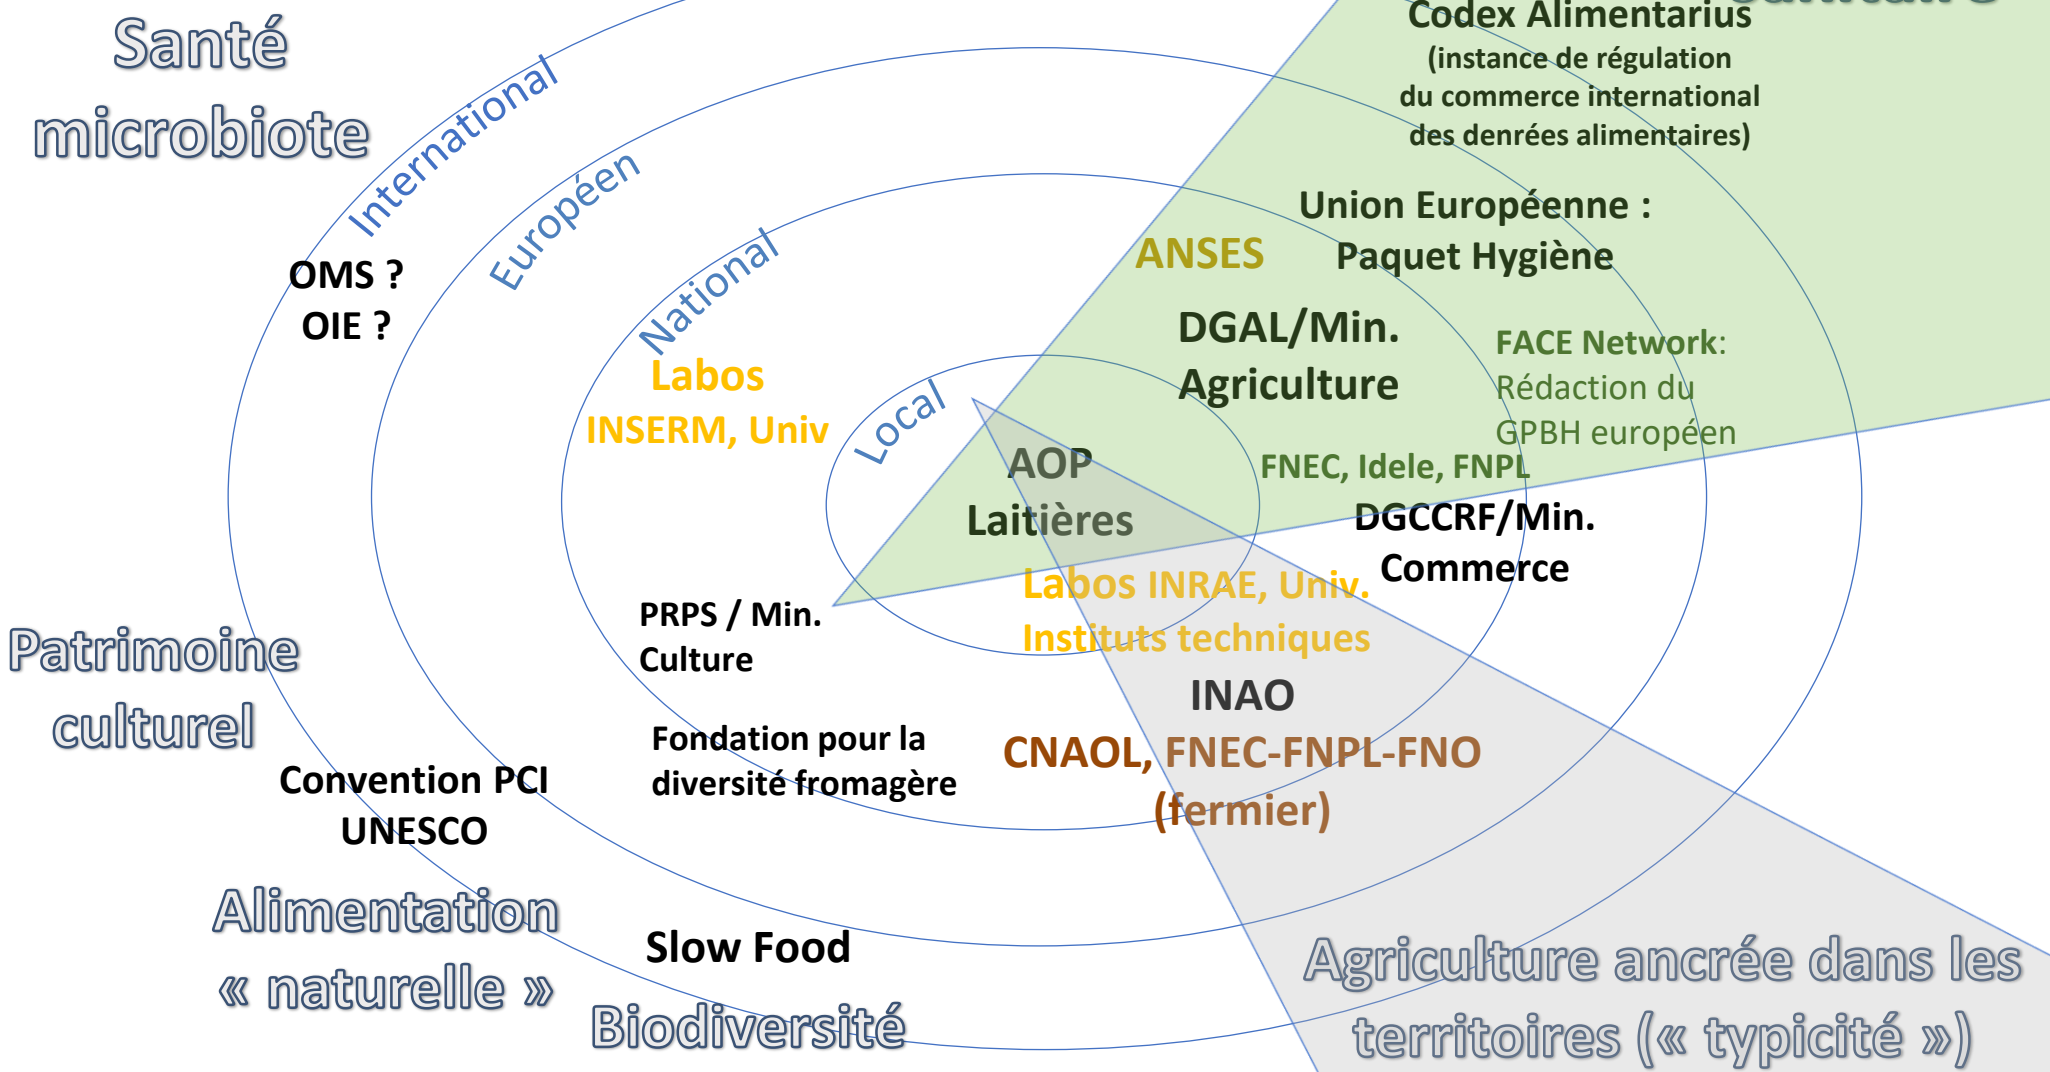 Santé
microbiote
International
Européen
National
Local
Codex Alimentarius
(instance de régulation
du commerce international
des denrées alimentaires)
Union Européenne :
Paquet Hygiène
ANSES
OMS ?
OIE ?
DGAL/Min.
Agriculture
FACE Network:
Rédaction du
GPBH européen
Labos
INSERM, Univ
AOP
Laitières
FNEC, Idele, FNPL
DGCCRF/Min.
Commerce
Labos INRAE, Univ.
Instituts techniques
PRPS / Min.
Culture
Patrimoine
culturel
INAO
CNAOL, FNEC-FNPL-FNO
(fermier)
Fondation pour la
diversité fromagère
Convention PCI
UNESCO
Alimentation
« naturelle »
Slow Food
Biodiversité
Agriculture ancrée dans les
territoires (« typicité »)